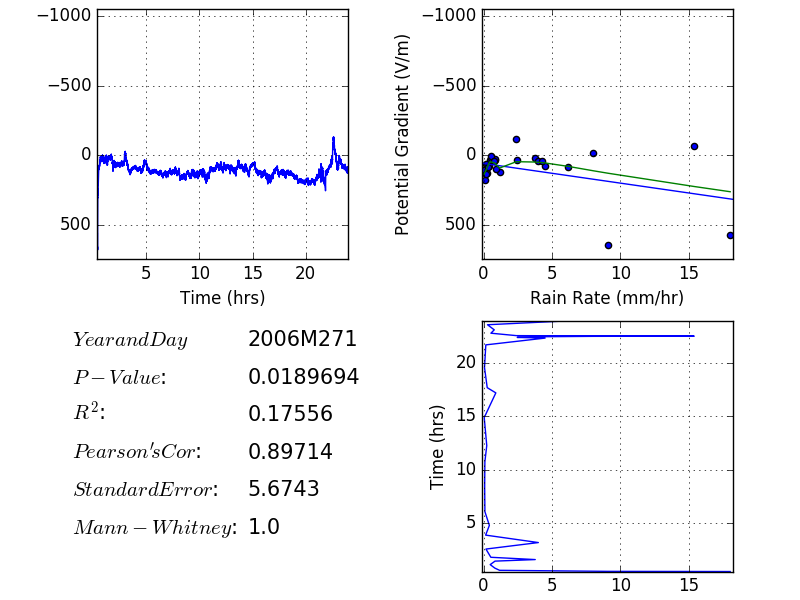 −1000
−500
0
500
5
10
15
20
Time (hrs)
Potential Gradient (V/m)
−1000
−500
0
500
0
5
10
15
Rain Rate (mm/hr)
YearandDay 2006M271
P−Value: 0.0189694
R²: 0.17556
Pearson'sCor: 0.89714
StandardError: 5.6743
Mann−Whitney: 1.0
Time (hrs)
20
15
10
5
0
5
10
15